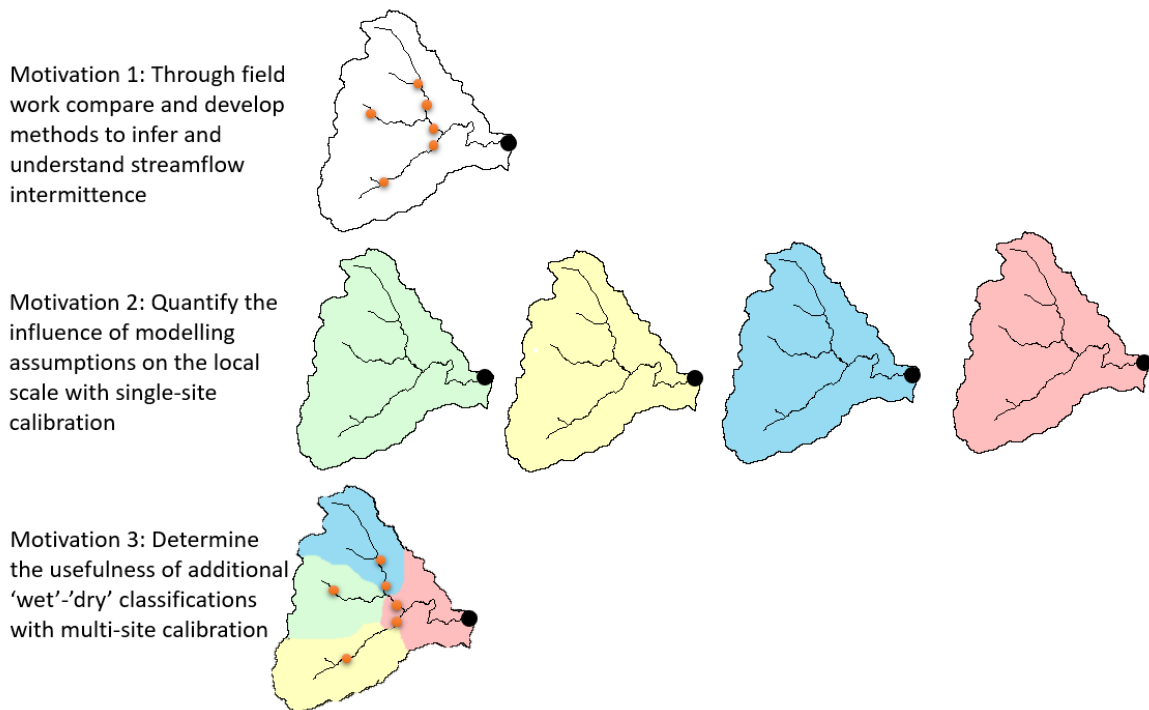 Motivation 1: Through field
work compare and develop
methods to infer and
understand streamflow
intermittence
Motivation 2: Quantify the
influence of modelling
assumptions on the local
scale with single-site
calibration
Motivation 3: Determine
the usefulness of additional
‘wet’-’dry’ classifications
with multi-site calibration